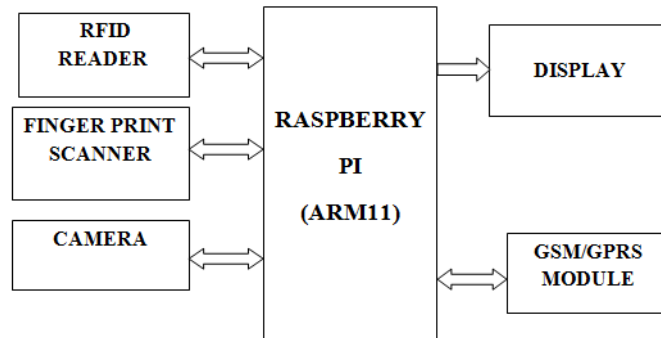 RFID
READER
FINGER PRINT
SCANNER
CAMERA
RASPBERRY
PI
(ARM11)
DISPLAY
GSM/GPRS
MODULE